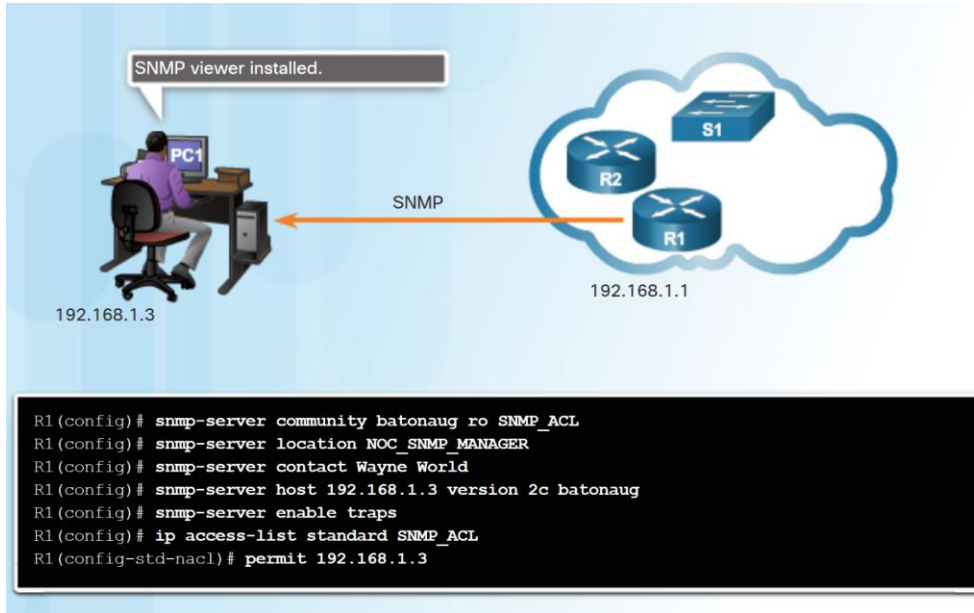 SNMP viewer installed.
PC1
192.168.1.3
SNMP
S1
R2
R1
192.168.1.1
R1(config)# snmp-server community batonaug ro SNMP_ACL
R1(config)# snmp-server location NOC_SNMP_MANAGER
R1(config)# snmp-server contact Wayne World
R1(config)# snmp-server host 192.168.1.3 version 2c batonaug
R1(config)# snmp-server enable traps
R1(config)# ip access-list standard SNMP_ACL
R1(config-std-nacl)# permit 192.168.1.3